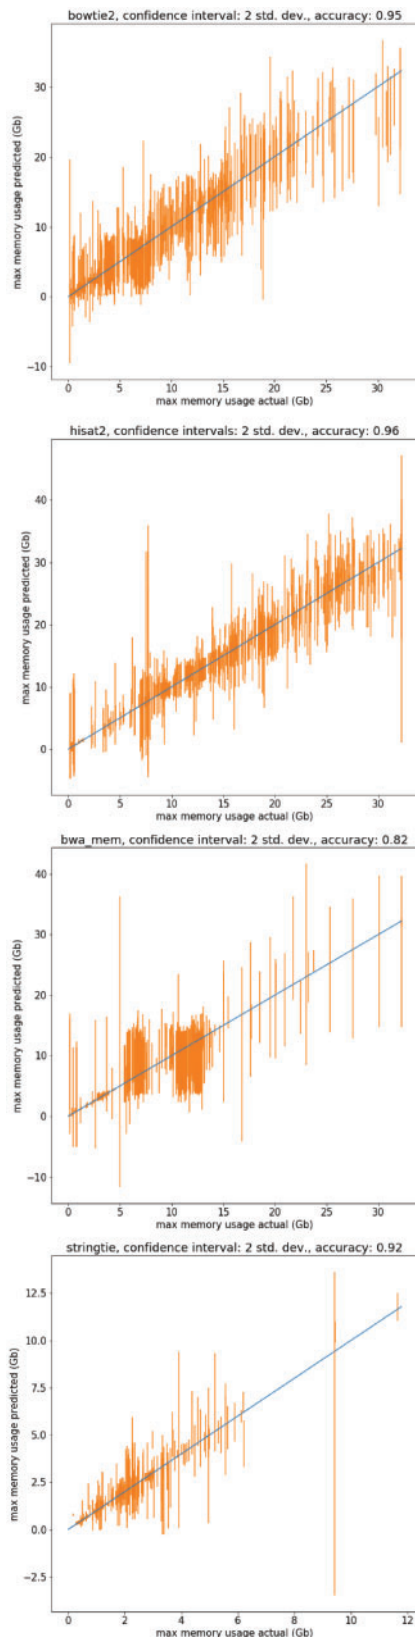 bowtie2, confidence interval: 2 std. dev., accuracy: 0.95
max memory usage predicted (Gb)
30
20
10
0
−10
0 5 10 15 20 25 30
max memory usage actual (Gb)
hisat2, confidence intervals: 2 std. dev., accuracy: 0.96
max memory usage predicted (Gb)
40
30
20
10
0
0 5 10 15 20 25 30
max memory usage actual (Gb)
bwa_mem, confidence interval: 2 std. dev., accuracy: 0.82
max memory usage predicted (Gb)
40
30
20
10
0
−10
0 5 10 15 20 25 30
max memory usage actual (Gb)
stringtie, confidence interval: 2 std. dev., accuracy: 0.92
max memory usage predicted (Gb)
12.5
10.0
7.5
5.0
2.5
0.0
−2.5
0 2 4 6 8 10 12
max memory usage actual (Gb)